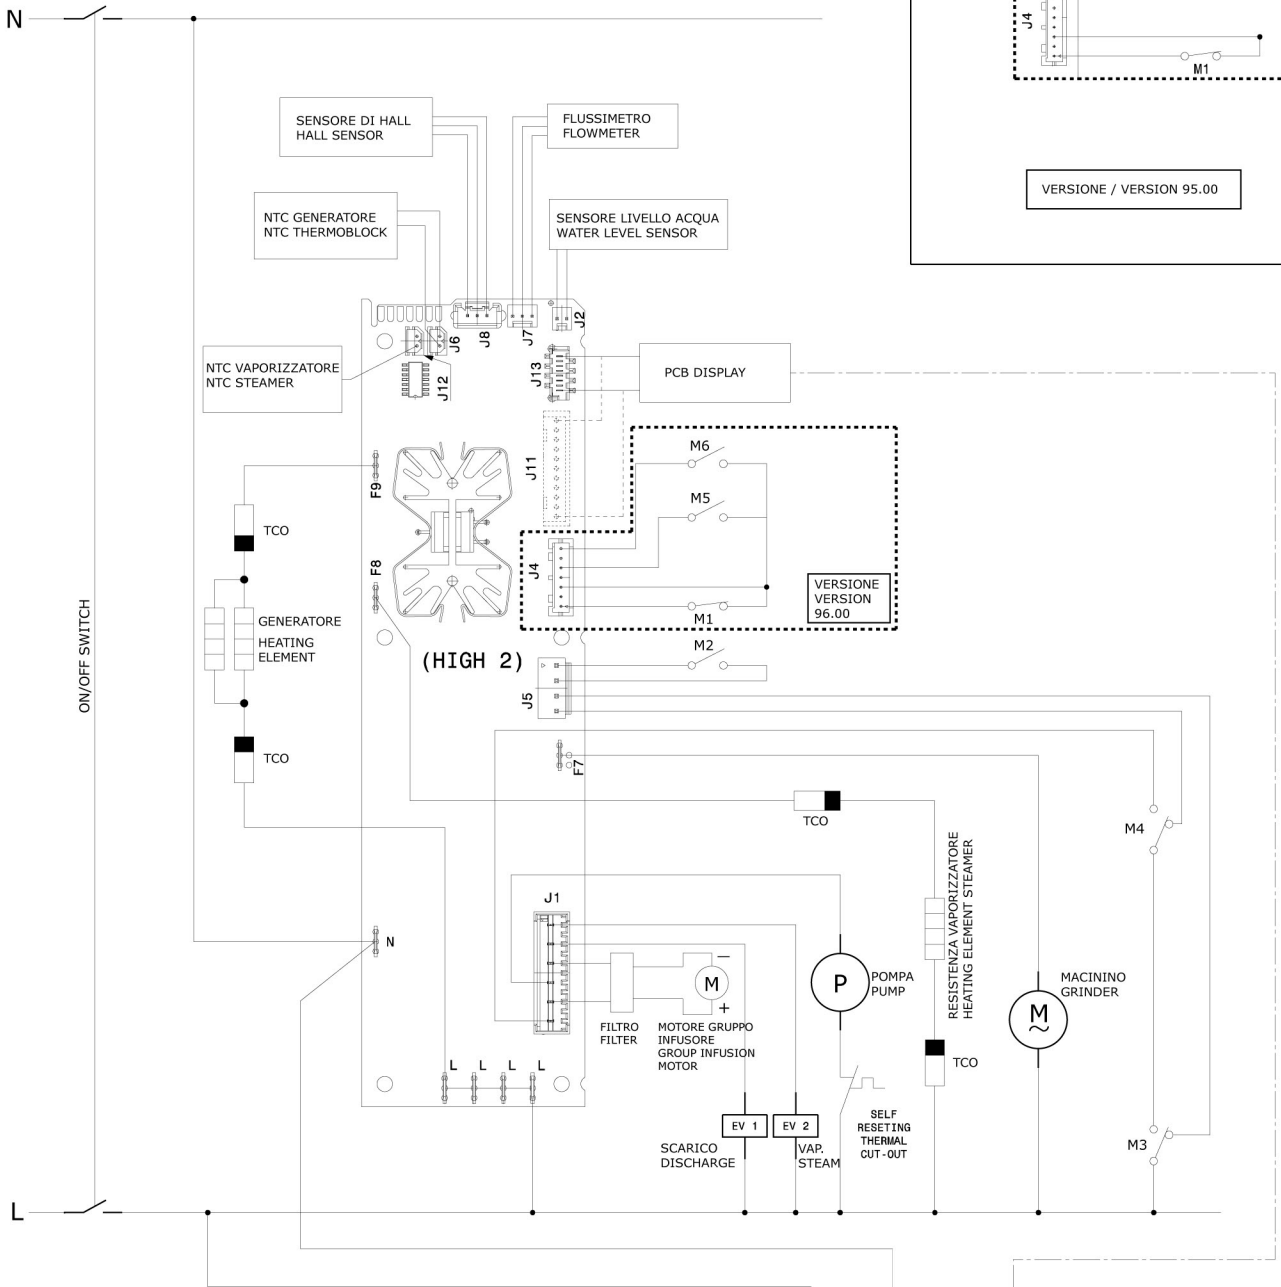 N
J4
M1
SENSORE DI HALL
HALL SENSOR
FLUSSIMETRO
FLOWMETER
VERSIONE / VERSION 95.00
NTC GENERATORE
NTC THERMOBLOCK
SENSORE LIVELLO ACQUA
WATER LEVEL SENSOR
J6
J8
J7
J2
NTC VAPORIZZATORE
NTC STEAMER
J12
J13
PCB DISPLAY
M6
J11
F9
M5
TCO
F8
J4
VERSIONE
VERSION
96.00
ON/OFF SWITCH
GENERATORE
HEATING
ELEMENT
M1
(HIGH 2)
M2
J5
TCO
F7
TCO
M4
RESISTENZA VAPORIZZATORE
HEATING ELEMENT STEAMER
J1
N
M
−
+
P
POMPA
PUMP
MACININO
GRINDER
M
~
FILTRO
FILTER
MOTORE GRUPPO
INFUSORE
GROUP INFUSION
MOTOR
L
L
L
L
TCO
EV 1
EV 2
SELF
RESETING
THERMAL
CUT-OUT
SCARICO
DISCHARGE
VAP.
STEAM
M3
L